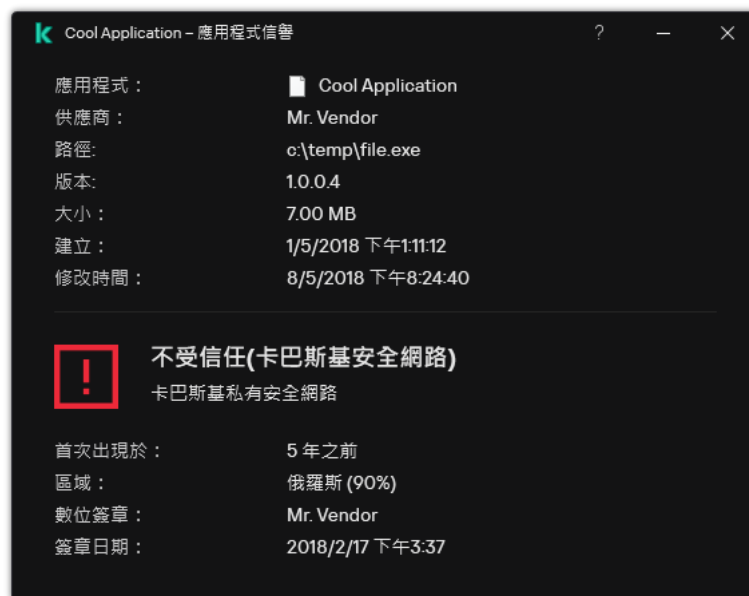 Cool Application – 應用程式信譽 ?
應用程式： Cool Application
供應商： Mr. Vendor
路徑: c:\temp\file.exe
版本: 1.0.0.4
大小： 7.00 MB
建立： 1/5/2018 下午1:11:12
修改時間： 8/5/2018 下午8:24:40
不受信任(卡巴斯基安全網路)
卡巴斯基私有安全網路
首次出現於： 5 年之前
區域： 俄羅斯 (90%)
數位簽章： Mr. Vendor
簽章日期： 2018/2/17 下午3:37